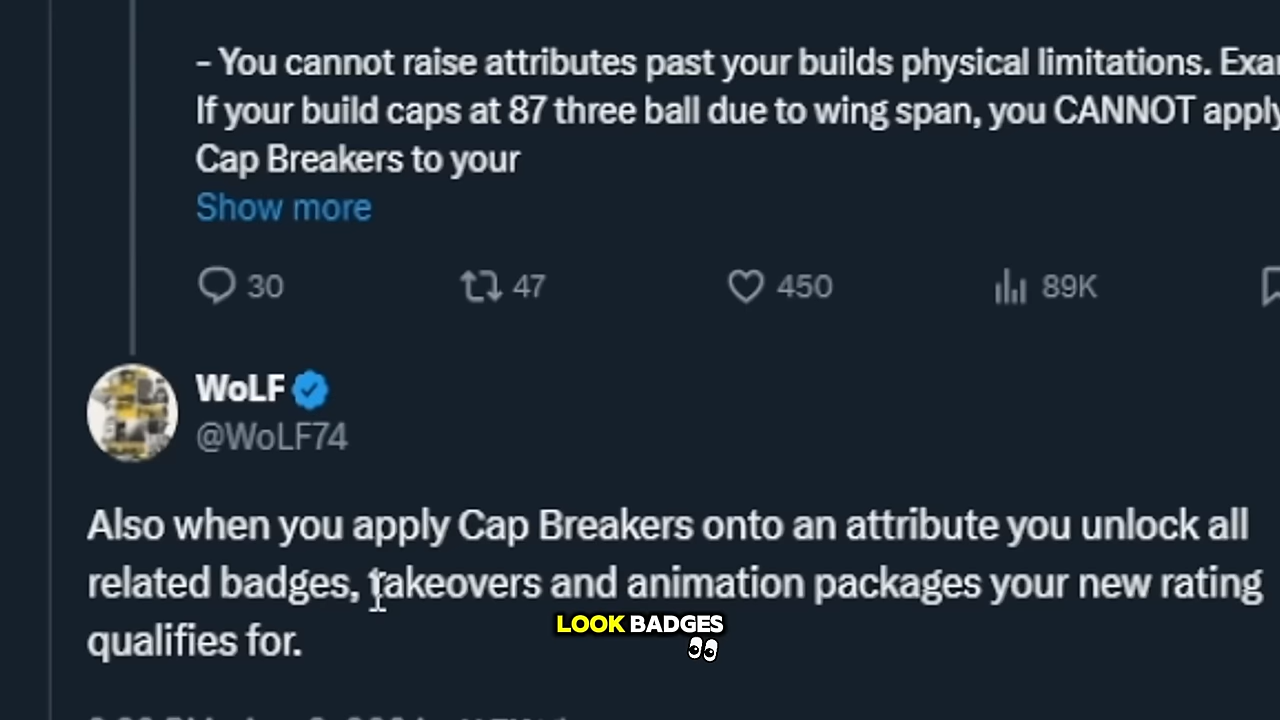 - You cannot raise attributes past your builds physical limitations.
If your build caps at 87 three ball due to wing span, you CANNOT apply
Cap Breakers to your
Show more
30 47 450 89K
WoLF
@WoLF74
Also when you apply Cap Breakers onto an attribute you unlock all
related badges, takeovers and animation packages your new rating
LOOK BADGES
qualifies for.